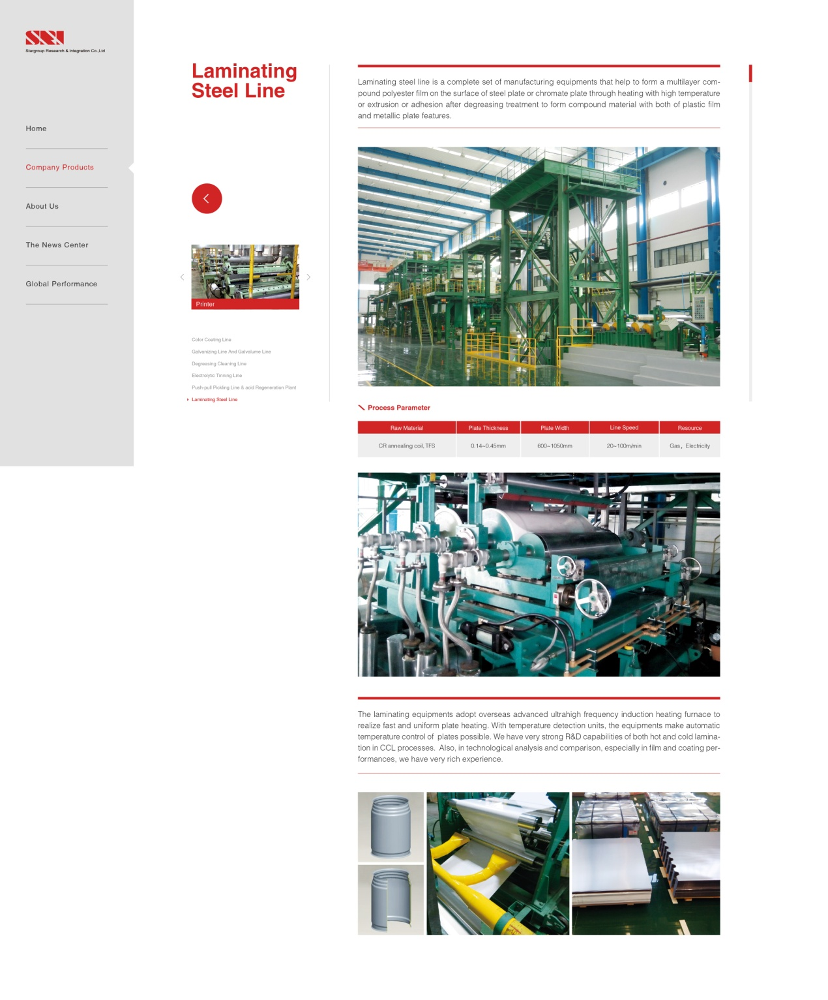 SRI
Stargroup Research & Integration Co.,Ltd
Home
Company Products
About Us
The News Center
Global Performance
Laminating
Steel Line
Printer
Color Coating Line
Galvanizing Line And Galvalume Line
Degreasing Cleaning Line
Electrolytic Tinning Line
Push-pull Pickling Line & acid Regeneration Plant
Laminating Steel Line
Laminating steel line is a complete set of manufacturing equipments that help to form a multilayer com-
pound polyester film on the surface of steel plate or chromate plate through heating with high temperature
or extrusion or adhesion after degreasing treatment to form compound material with both of plastic film
and metallic plate features.
Process Parameter
Raw Material Plate Thickness Plate Width Line Speed Resource
CR annealing coil, TFS 0.14~0.45mm 600~1050mm 20~100m/min Gas，Electricity
The laminating equipments adopt overseas advanced ultrahigh frequency induction heating furnace to
realize fast and uniform plate heating. With temperature detection units, the equipments make automatic
temperature control of plates possible. We have very strong R&D capabilities of both hot and cold lamina-
tion in CCL processes. Also, in technological analysis and comparison, especially in film and coating per-
formances, we have very rich experience.